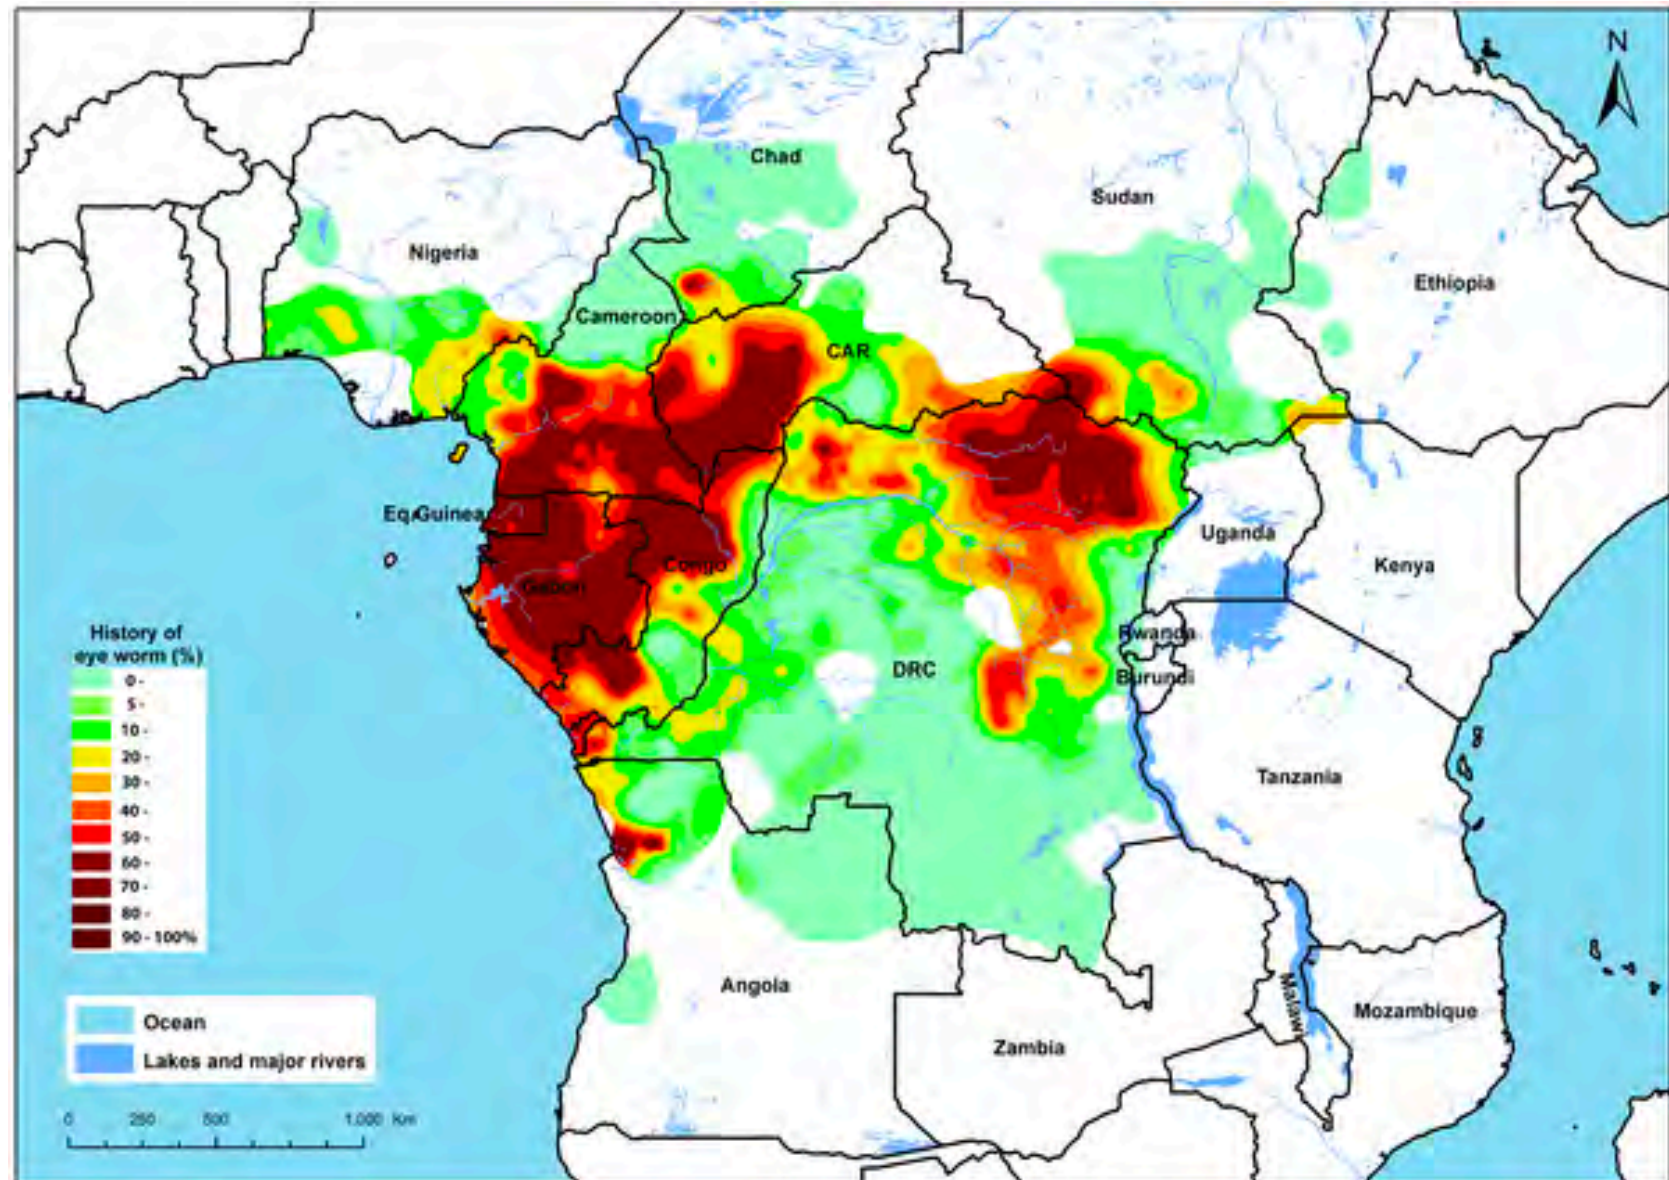 N
Chad
Sudan
Nigeria
Ethiopia
Cameroon
CAR
Eq.Guinea
Uganda
Congo
Kenya
Gabon
History of
eye worm (%)
Rwanda
DRC
Burundi
0 -
5 -
10 -
20 -
30 -
40 -
50 -
60 -
70 -
80 -
90 - 100%
Tanzania
Angola
Malawi
Mozambique
Ocean
Zambia
Lakes and major rivers
0 250 500 1,000 Km